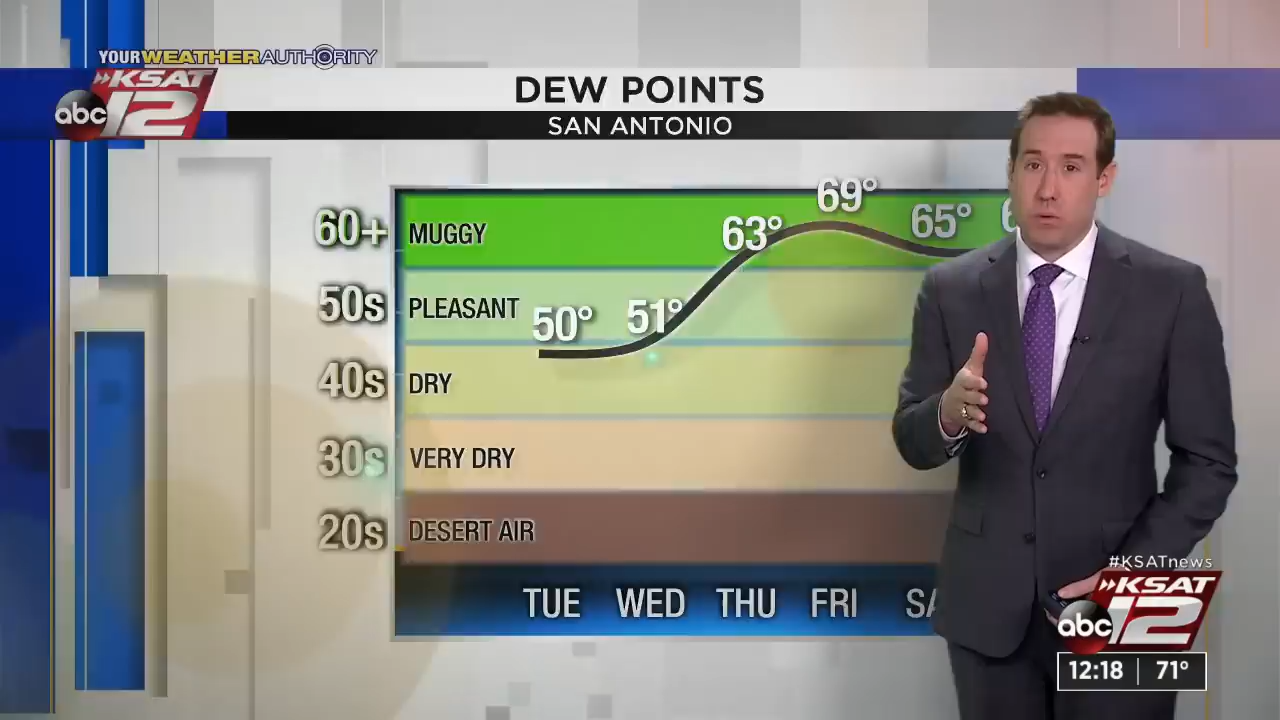 YOUR WEATHER AUTHORITY
KSAT
abc 12
DEW POINTS
SAN ANTONIO
60+ MUGGY
50s PLEASANT
40s DRY
30s VERY DRY
20s DESERT AIR
50° 51° 63° 69° 65° 6
TUE WED THU FRI SA
#KSATnews
KSAT
abc 12
12:18 71°